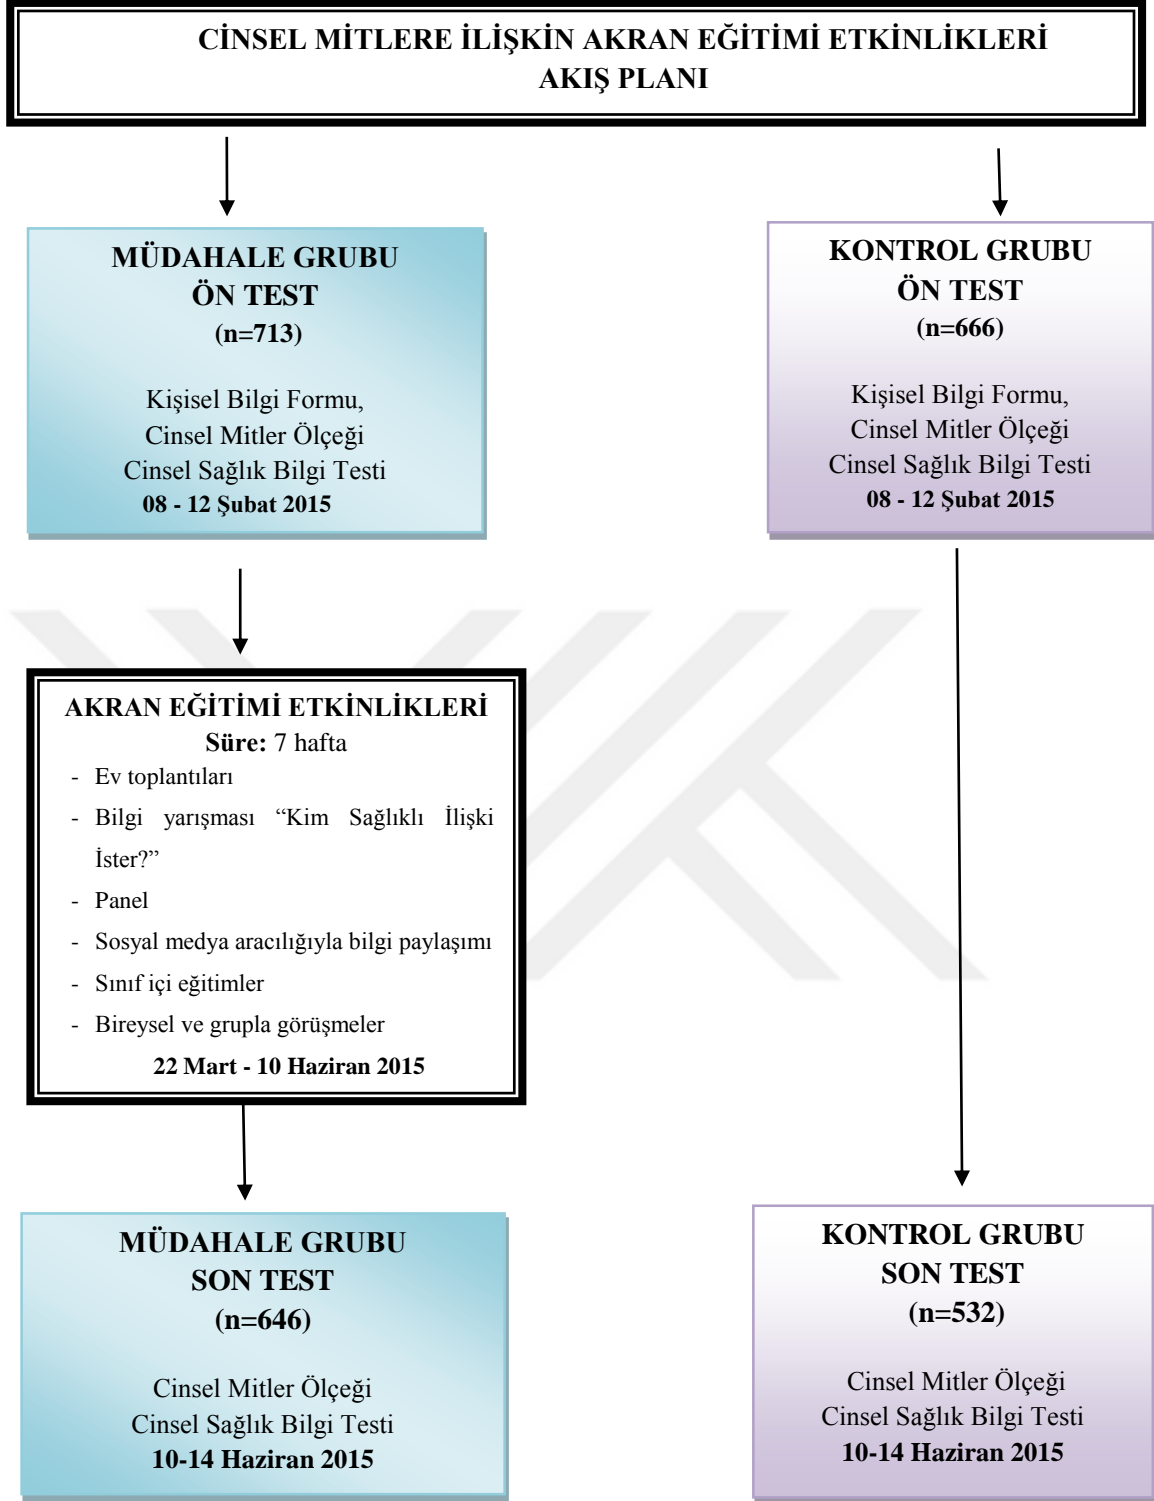 CİNSEL MİTLERE İLİŞKİN AKRAN EĞİTİMİ ETKİNLİKLERİ
AKIŞ PLANI
MÜDAHALE GRUBU
ÖN TEST
(n=713)
Kişisel Bilgi Formu,
Cinsel Mitler Ölçeği
Cinsel Sağlık Bilgi Testi
08 - 12 Şubat 2015
KONTROL GRUBU
ÖN TEST
(n=666)
Kişisel Bilgi Formu,
Cinsel Mitler Ölçeği
Cinsel Sağlık Bilgi Testi
08 - 12 Şubat 2015
AKRAN EĞİTİMİ ETKİNLİKLERİ
Süre: 7 hafta
- Ev toplantıları
- Bilgi yarışması “Kim Sağlıklı İlişki
İster?”
- Panel
- Sosyal medya aracılığıyla bilgi paylaşımı
- Sınıf içi eğitimler
- Bireysel ve grupla görüşmeler
22 Mart - 10 Haziran 2015
MÜDAHALE GRUBU
SON TEST
(n=646)
Cinsel Mitler Ölçeği
Cinsel Sağlık Bilgi Testi
10-14 Haziran 2015
KONTROL GRUBU
SON TEST
(n=532)
Cinsel Mitler Ölçeği
Cinsel Sağlık Bilgi Testi
10-14 Haziran 2015